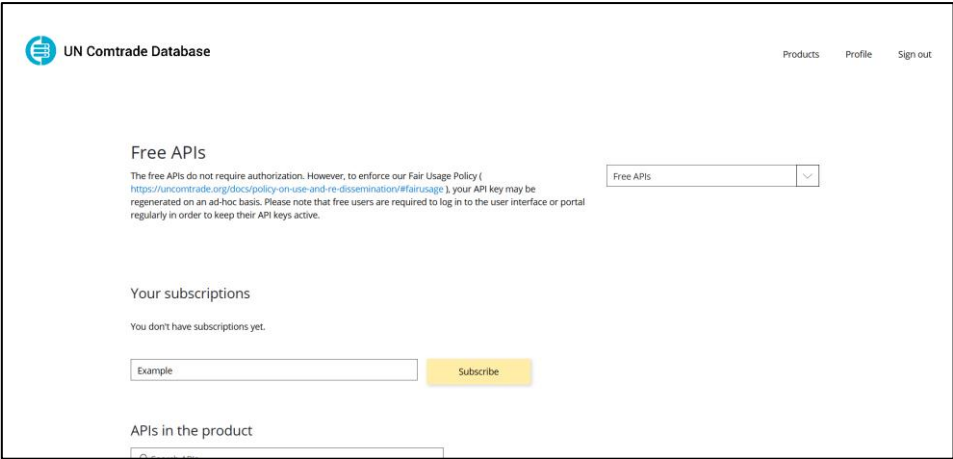 UN Comtrade Database
Products Profile Sign out
Free APIs
The free APIs do not require authorization. However, to enforce our Fair Usage Policy (
https://uncomtrade.org/docs/policy-on-use-and-re-dissemination/#fairusage ), your API key may be
regenerated on an ad-hoc basis. Please note that free users are required to log in to the user interface or portal
regularly in order to keep their API keys active.
Free APIs
Your subscriptions
You don't have subscriptions yet.
Example
Subscribe
APIs in the product